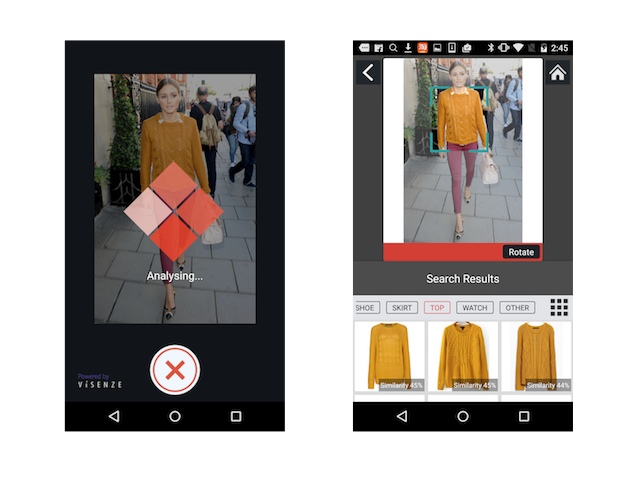 Analysing...
Powered by
ViSENZE
2:45
Rotate
Search Results
SHOE
SKIRT
TOP
WATCH
OTHER
Similarity 45%
Similarity 45%
Similarity 44%